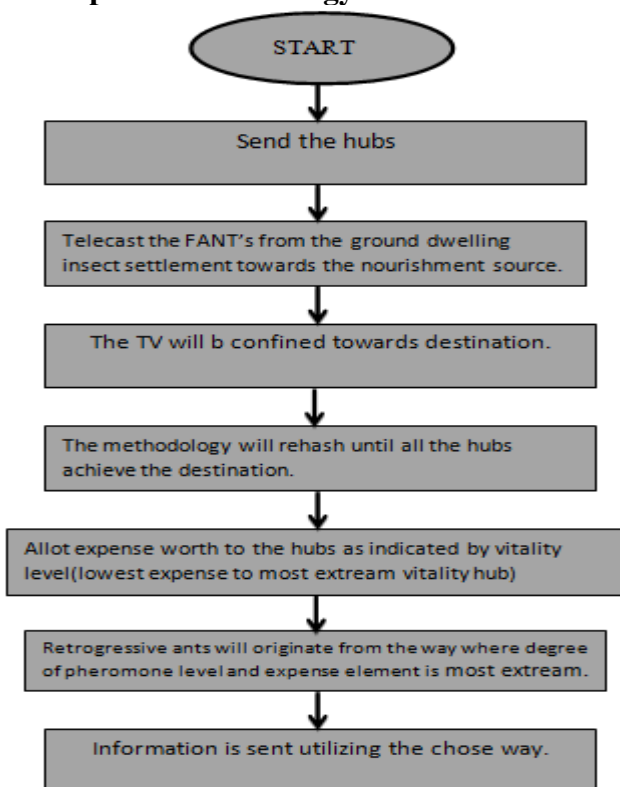 START
Send the hubs
Telecast the FANT's from the ground dwelling
insect settlement towards the nourishment source.
The TV will b confined towards destination.
The methodology will rehash until all the hubs
achieve the destination.
Allot expense worth to the hubs as indicated by vitality
level(lowest expense to most extream vitality hub)
Retrogressive ants will originate from the way where degree
of pheromone level and expense element is most extream.
Information is sent utilizing the chose way.